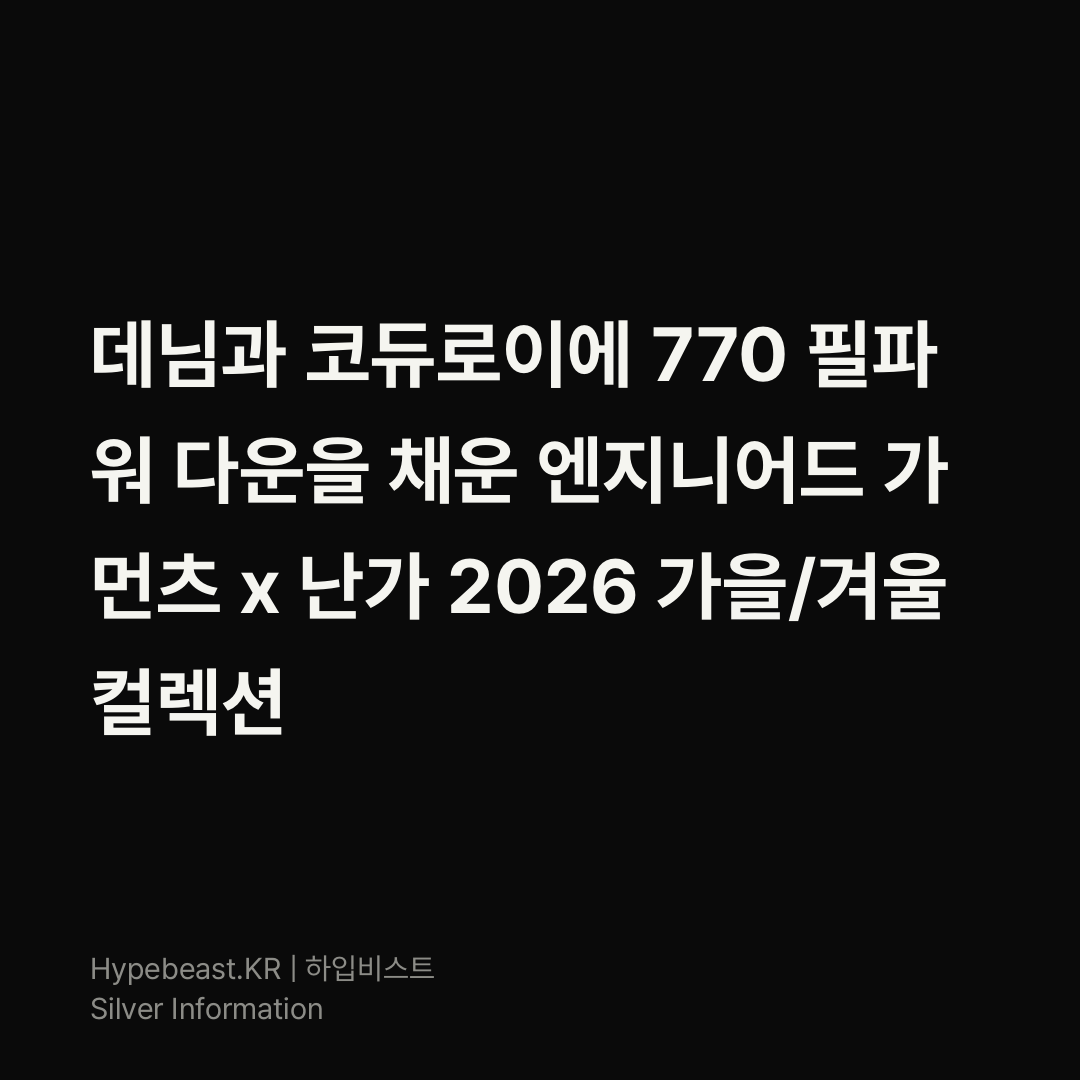 데님과 코듀로이에 770 필파
워 다운을 채운 엔지니어드 가
먼츠 x 난가 2026 가을/겨울
컬렉션
Hypebeast.KR | 하입비스트
Silver Information